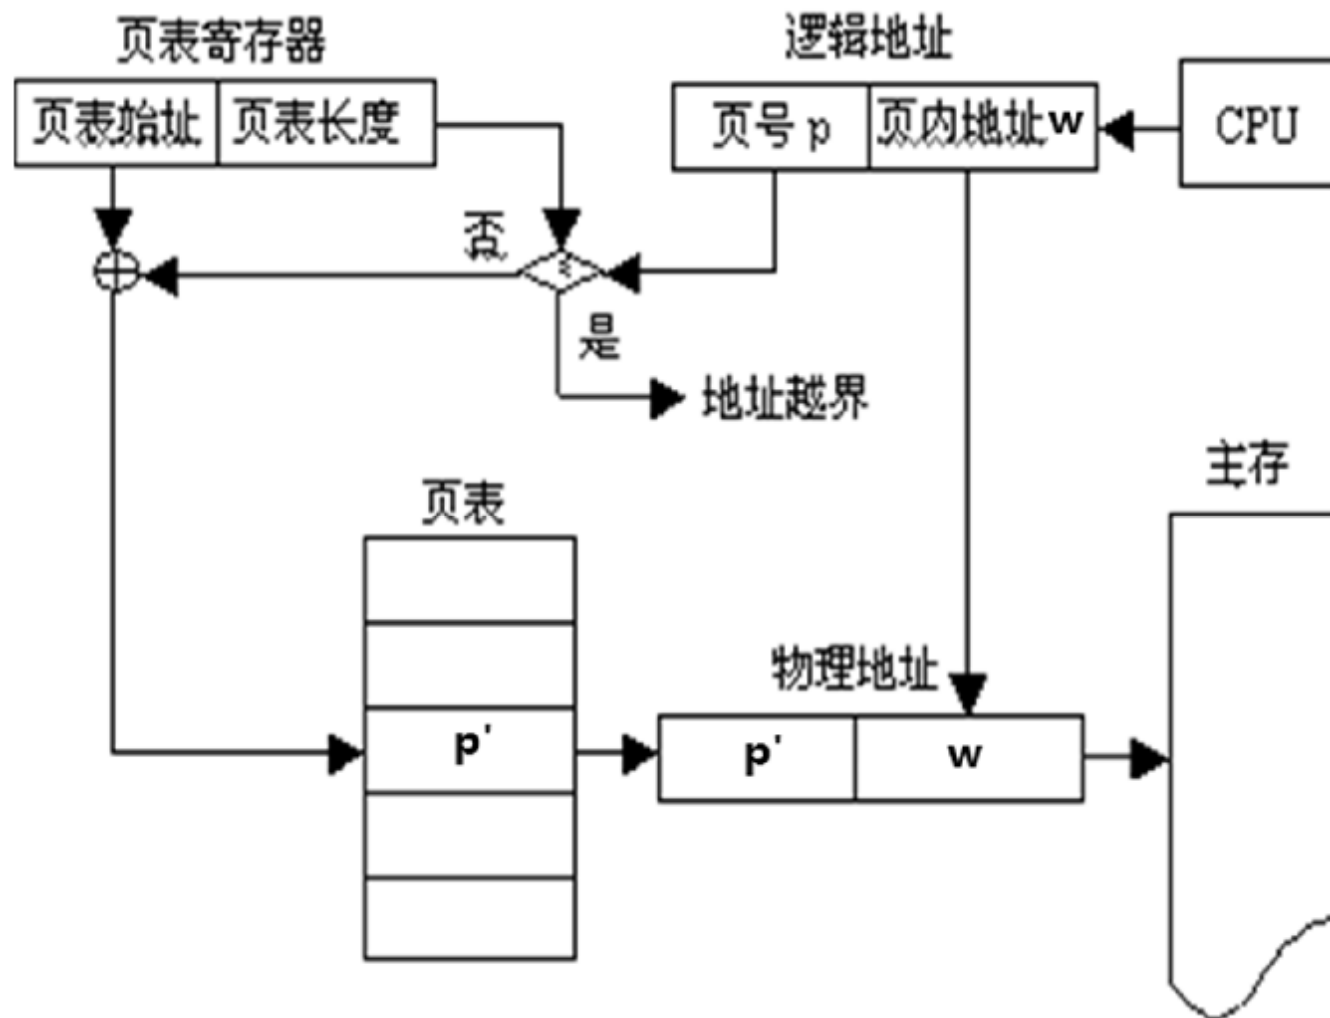 页表寄存器
逻辑地址
页表始址 页表长度
页号 p 页内地址w
CPU
否
是
地址越界
主存
页表
物理地址
p'
p' w